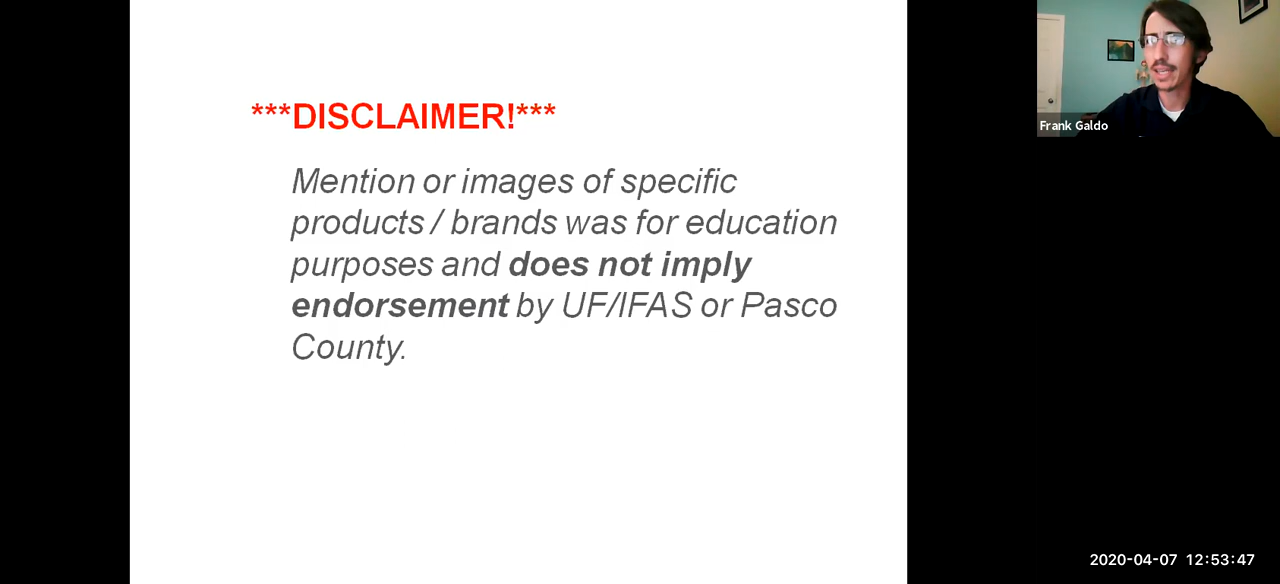 ***DISCLAIMER!***
Mention or images of specific
products / brands was for education
purposes and does not imply
endorsement by UF/IFAS or Pasco
County.
Frank Galdo
2020-04-07 12:53:47